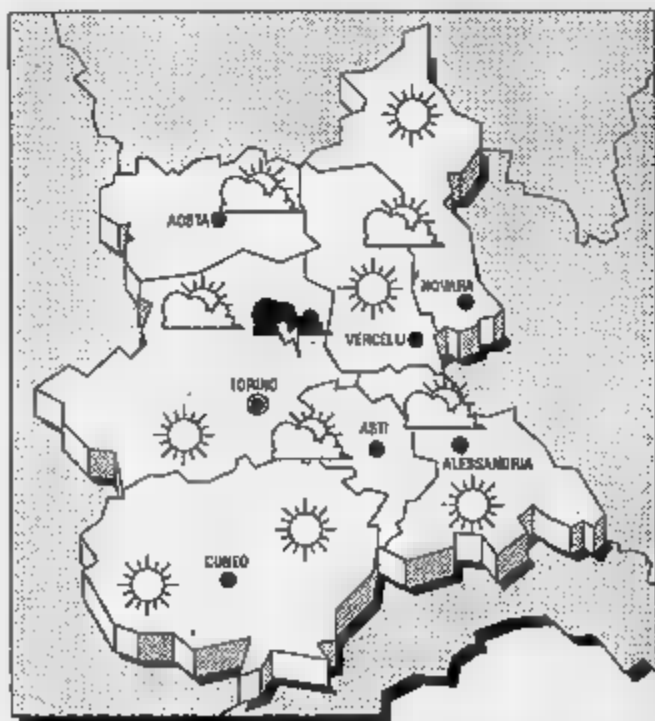 AOSTA
NOVARA
VERCELLI
TORINO
ASTI
ALESSANDRIA
CUNEO